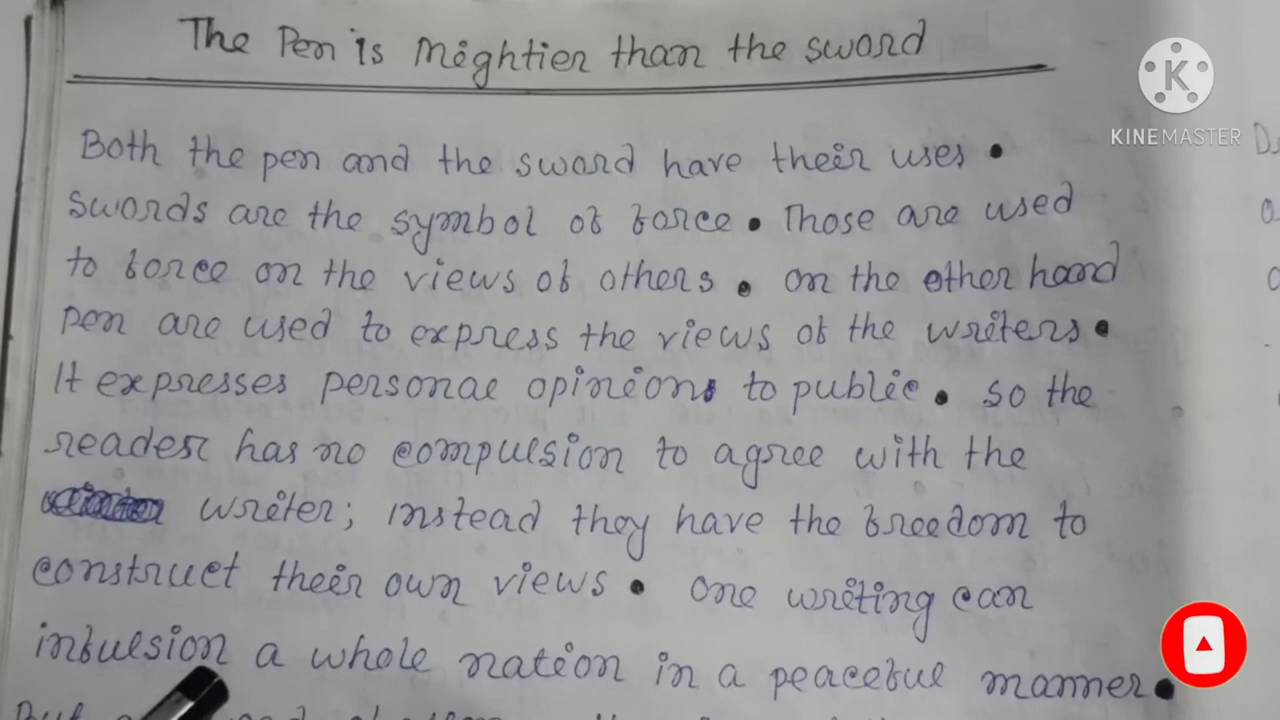 The Pen is Mightier than the sword
KINEMASTER
Both the pen and the sword have their uses.
Swords are the symbol of force. Those are used
to force on the views of others. on the other hand
pen are used to express the views of the writers.
It expresses personal opinions to public. so the
reader has no compulsion to agree with the
writer; instead they have the freedom to
construct their own views. One writing can
infulsion a whole nation in a peaceful manner.
But